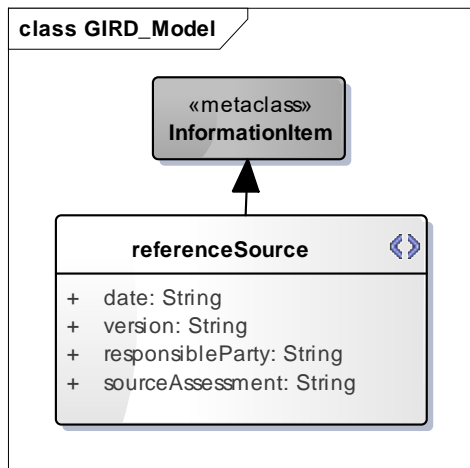 class GIRD_Model
«metaclass»
InformationItem
referenceSource
+ date: String
+ version: String
+ responsibleParty: String
+ sourceAssessment: String